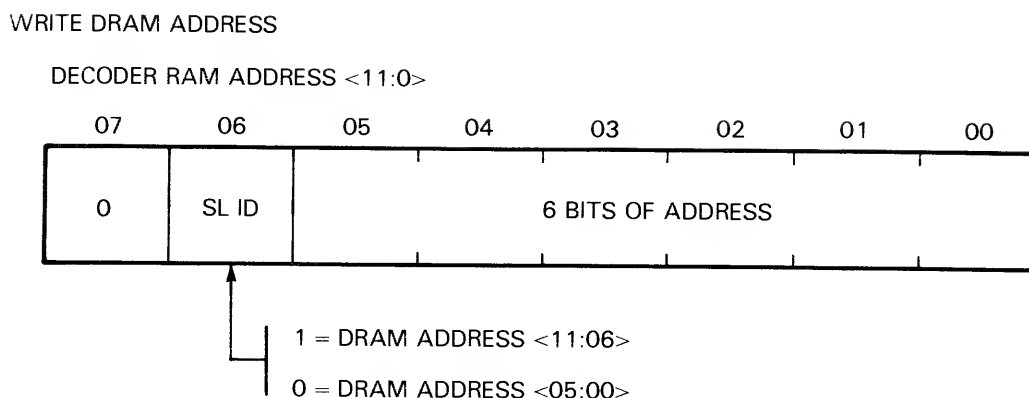 WRITE DRAM ADDRESS
DECODER RAM ADDRESS <11:0>
07 06 05 04 03 02 01 00
0 SL ID 6 BITS OF ADDRESS
1 = DRAM ADDRESS <11:06>
0 = DRAM ADDRESS <05:00>